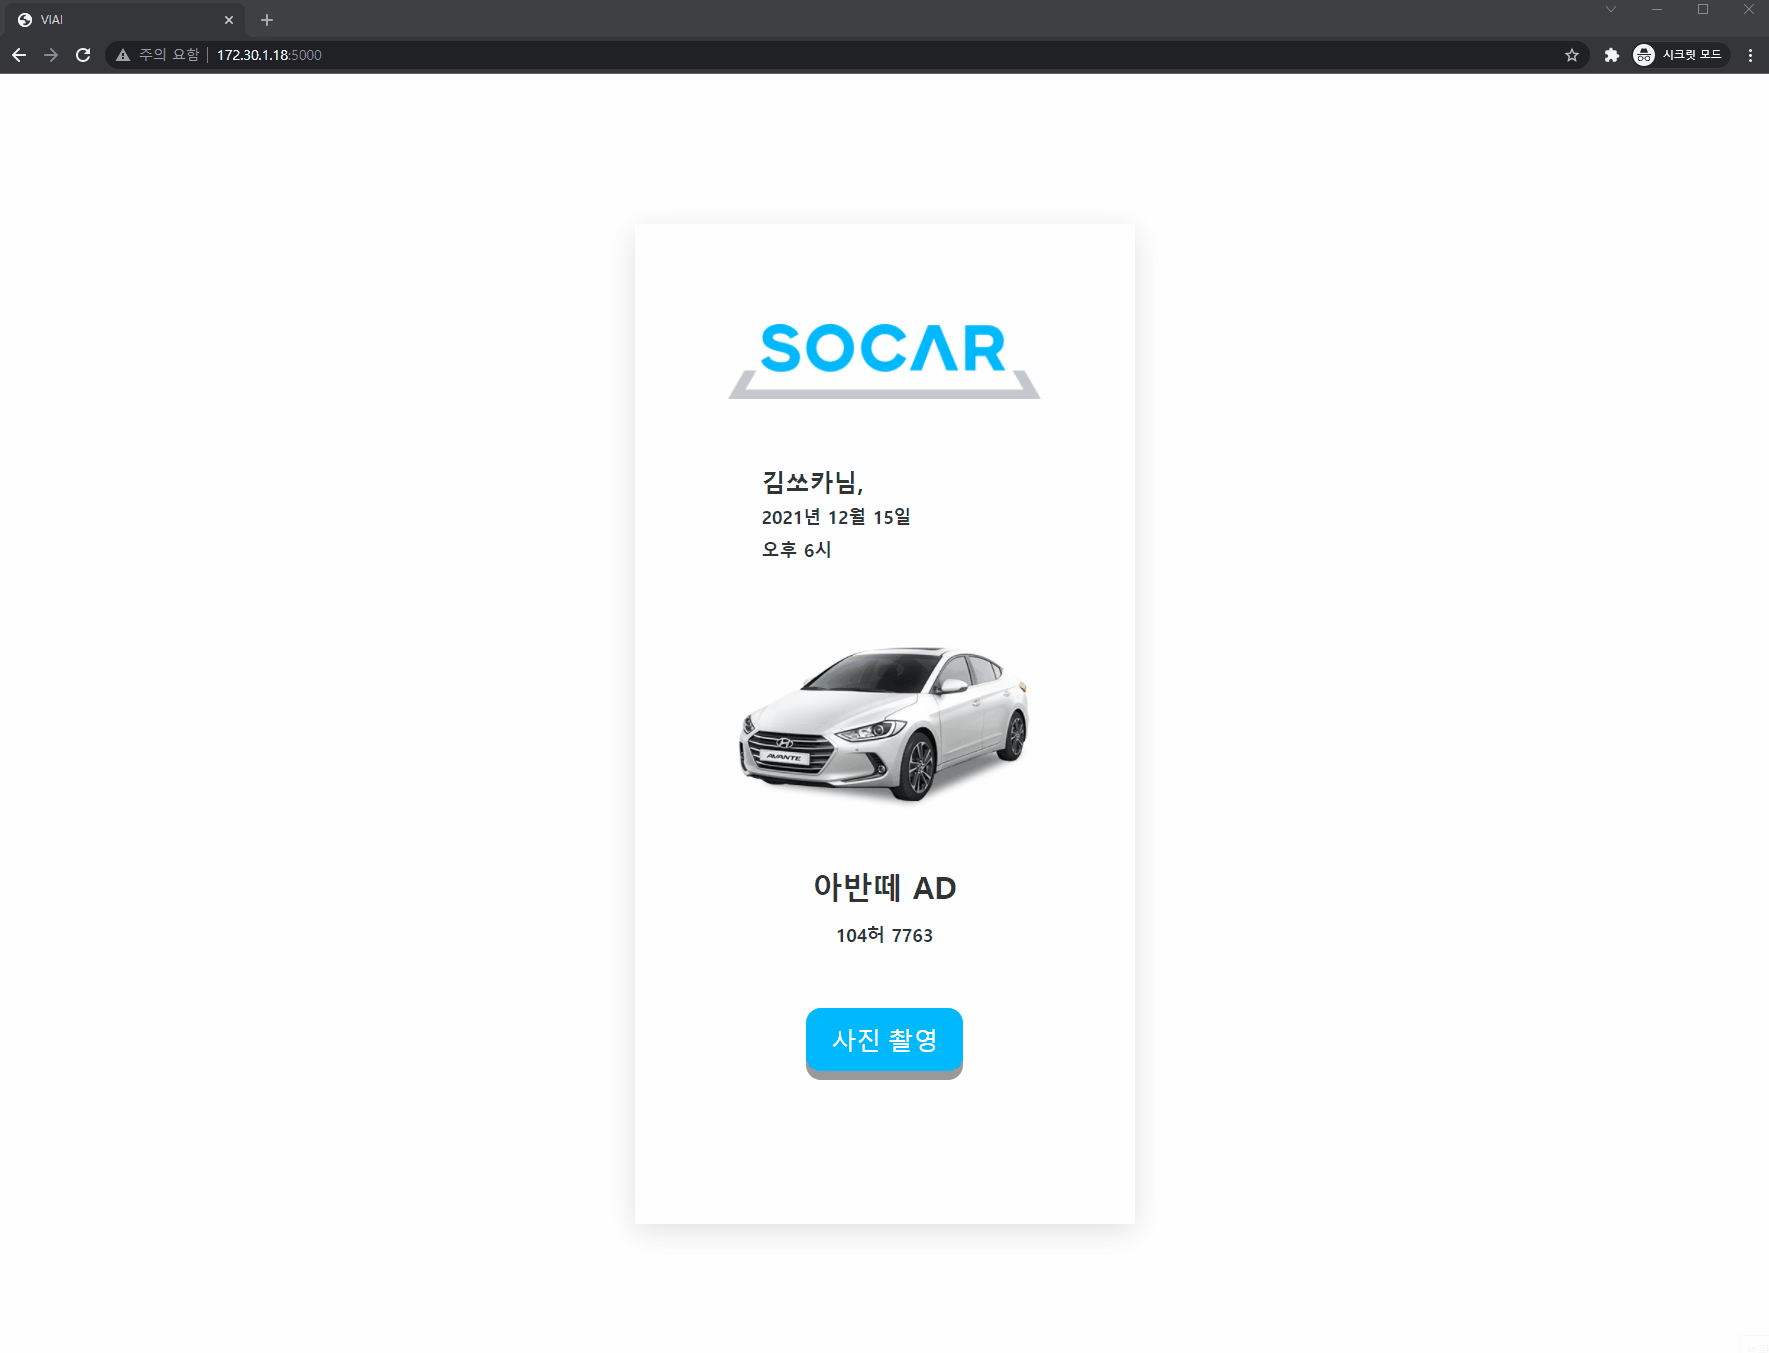 VIAI
주의 요함 172.30.1.18:5000
시크릿 모드
SOCAR
김쏘카님,
2021년 12월 15일
오후 6시
AVANTE
아반떼 AD
104허 7763
사진 촬영